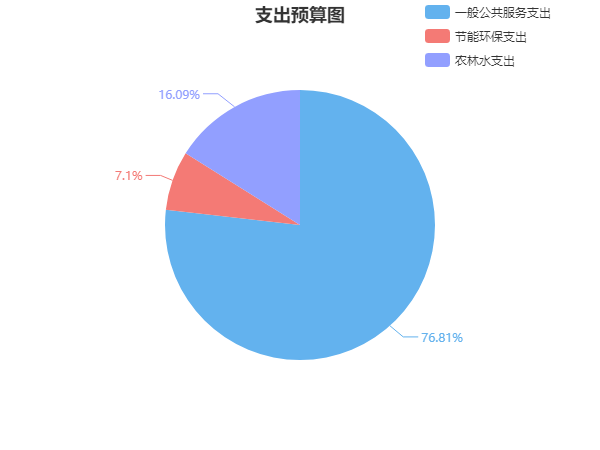 支出预算图
一般公共服务支出
节能环保支出
农林水支出
16.09%
7.1%
76.81%